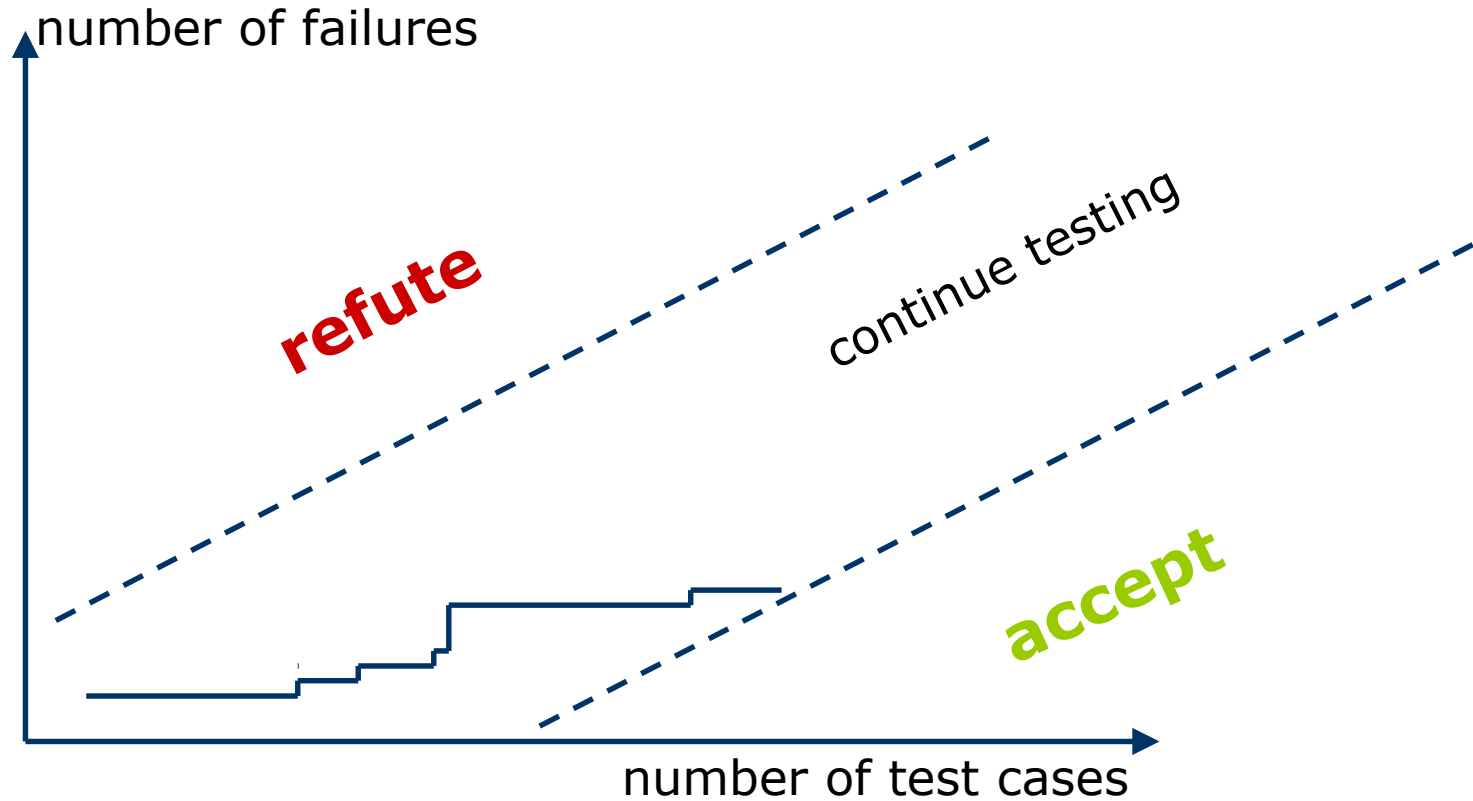 number of failures
continue testing
refute
accept
number of test cases